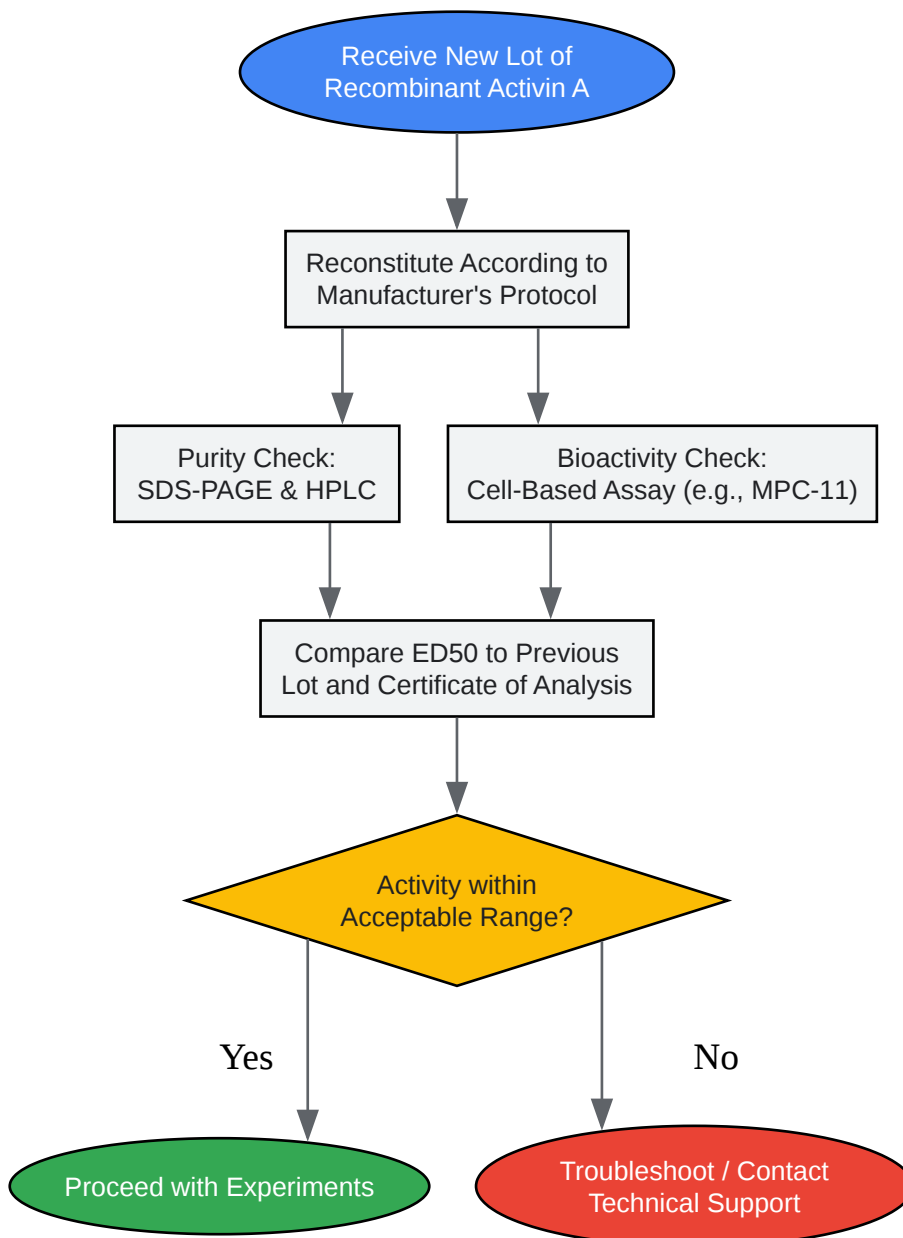 Receive New Lot of
Recombinant Activin A
Reconstitute According to
Manufacturer's Protocol
Purity Check:
SDS-PAGE & HPLC
Bioactivity Check:
Cell-Based Assay (e.g., MPC-11)
Compare ED50 to Previous
Lot and Certificate of Analysis
Activity within
Acceptable Range?
Yes
No
Proceed with Experiments
Troubleshoot / Contact
Technical Support